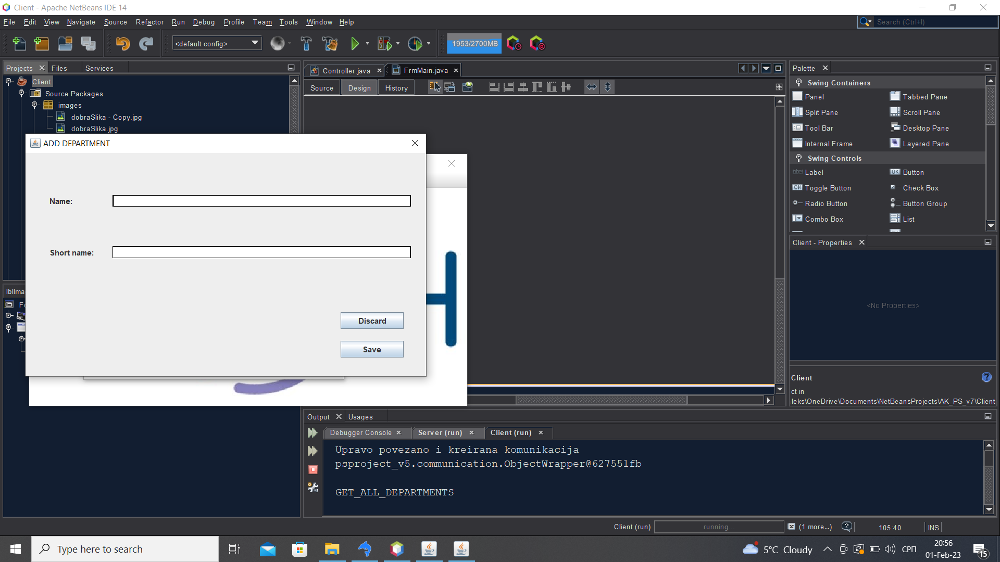 Client - Apache NetBeans IDE 14
File Edit View Navigate Source Refactor Run Debug Profile Team Tools Window Help
Search (Ctrl+I)
<default config>
1953/2700MB
Projects Files Services
Client
Source Packages
images
dobraSlika - Copy.jpg
dobraSlika.jpg
Controller.java FrmMain.java
Source Design History
Palette
Swing Containers
Panel Tabbed Pane
Split Pane Scroll Pane
Tool Bar Desktop Pane
Internal Frame Layered Pane
Swing Controls
Label Button
Toggle Button Check Box
Radio Button Button Group
Combo Box List
ADD DEPARTMENT
Name:
Short name:
Discard
Save
Client - Properties
<No Properties>
Client
ct in
leks\OneDrive\Documents\NetBeansProjects\AK_PS_v7\Client
Output Usages
Debugger Console Server (run) Client (run)
Upravo povezano i kreirana komunikacija
psproject_v5.communication.ObjectWrapper@627551fb
GET_ALL_DEPARTMENTS
Client (run) running... (1 more...) 2 105:40 INS
Type here to search
5°C Cloudy
СРП
20:56
01-Feb-23
15